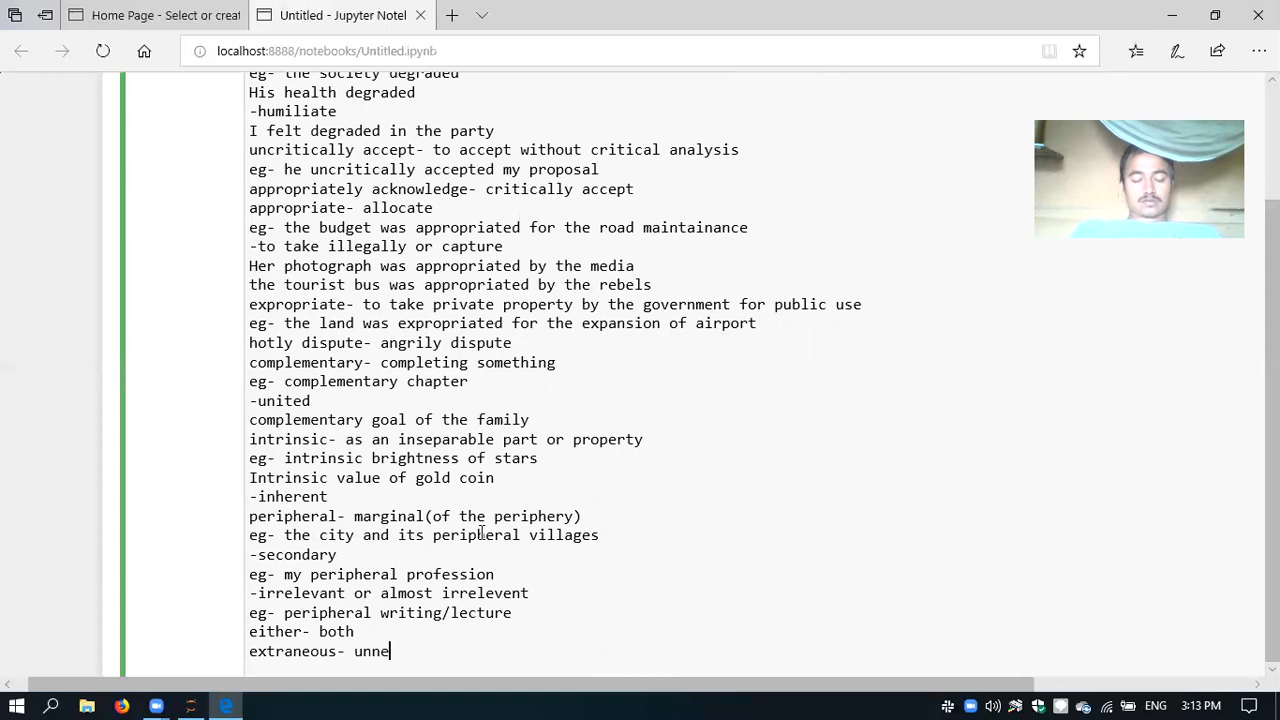 Home Page - Select or creat
Untitled - Jupyter Notel
localhost:8888/notebooks/Untitled.ipynb
eg- the society degraded
His health degraded
-humiliate
I felt degraded in the party
uncritically accept- to accept without critical analysis
eg- he uncritically accepted my proposal
appropriately acknowledge- critically accept
appropriate- allocate
eg- the budget was appropriated for the road maintainance
-to take illegally or capture
Her photograph was appropriated by the media
the tourist bus was appropriated by the rebels
expropriate- to take private property by the government for public use
eg- the land was expropriated for the expansion of airport
hotly dispute- angrily dispute
complementary- completing something
eg- complementary chapter
-united
complementary goal of the family
intrinsic- as an inseparable part or property
eg- intrinsic brightness of stars
Intrinsic value of gold coin
-inherent
peripheral- marginal(of the periphery)
eg- the city and its peripheral villages
-secondary
eg- my peripheral profession
-irrelevant or almost irrelevent
eg- peripheral writing/lecture
either- both
extraneous- unne
ENG
3:13 PM